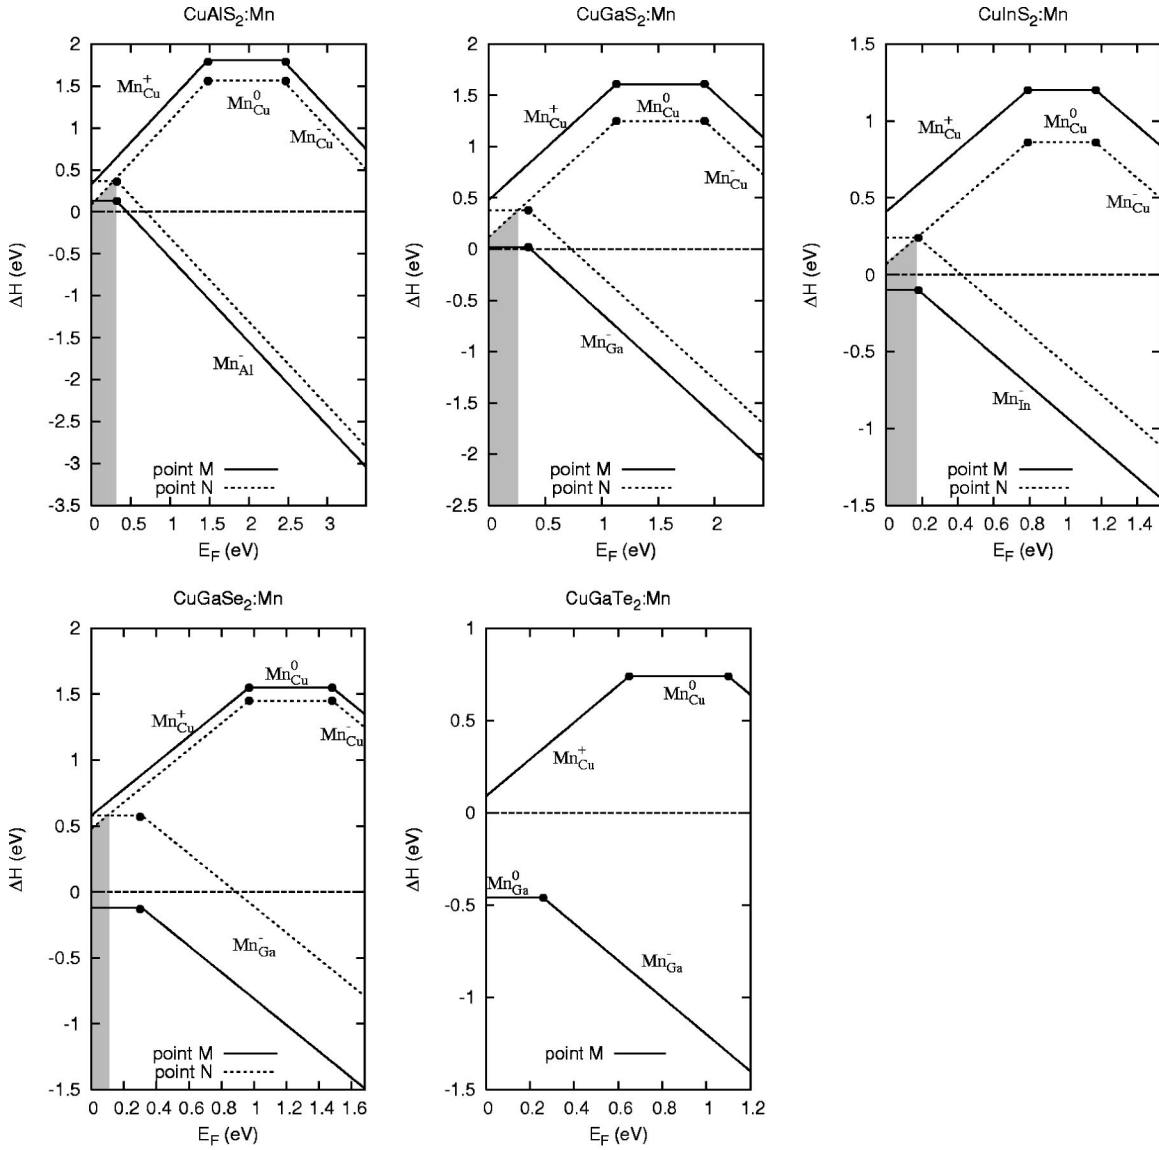 CuAlS2:Mn
ΔH (eV)
2
1.5
1
0.5
0
-0.5
-1
-1.5
-2
-2.5
-3
-3.5
Mn+Cu
Mn0Cu
Mn-Cu
Mn-Al
point M
point N
0 0.5 1 1.5 2 2.5 3
EF (eV)
CuGaS2:Mn
ΔH (eV)
2
1.5
1
0.5
0
-0.5
-1
-1.5
-2
-2.5
Mn+Cu
Mn0Cu
Mn-Cu
Mn-Ga
point M
point N
0 0.5 1 1.5 2
EF (eV)
CuInS2:Mn
ΔH (eV)
1.5
1
0.5
0
-0.5
-1
-1.5
Mn+Cu
Mn0Cu
Mn-Cu
Mn-In
point M
point N
0 0.2 0.4 0.6 0.8 1 1.2 1.4
EF (eV)
CuGaSe2:Mn
ΔH (eV)
2
1.5
1
0.5
0
-0.5
-1
-1.5
Mn0Cu
Mn+Cu
Mn-Cu
Mn-Ga
point M
point N
0 0.2 0.4 0.6 0.8 1 1.2 1.4 1.6
EF (eV)
CuGaTe2:Mn
ΔH (eV)
1
0.5
0
-0.5
-1
-1.5
Mn0Cu
Mn+Cu
Mn0Ga
Mn-Ga
point M
0 0.2 0.4 0.6 0.8 1 1.2
EF (eV)